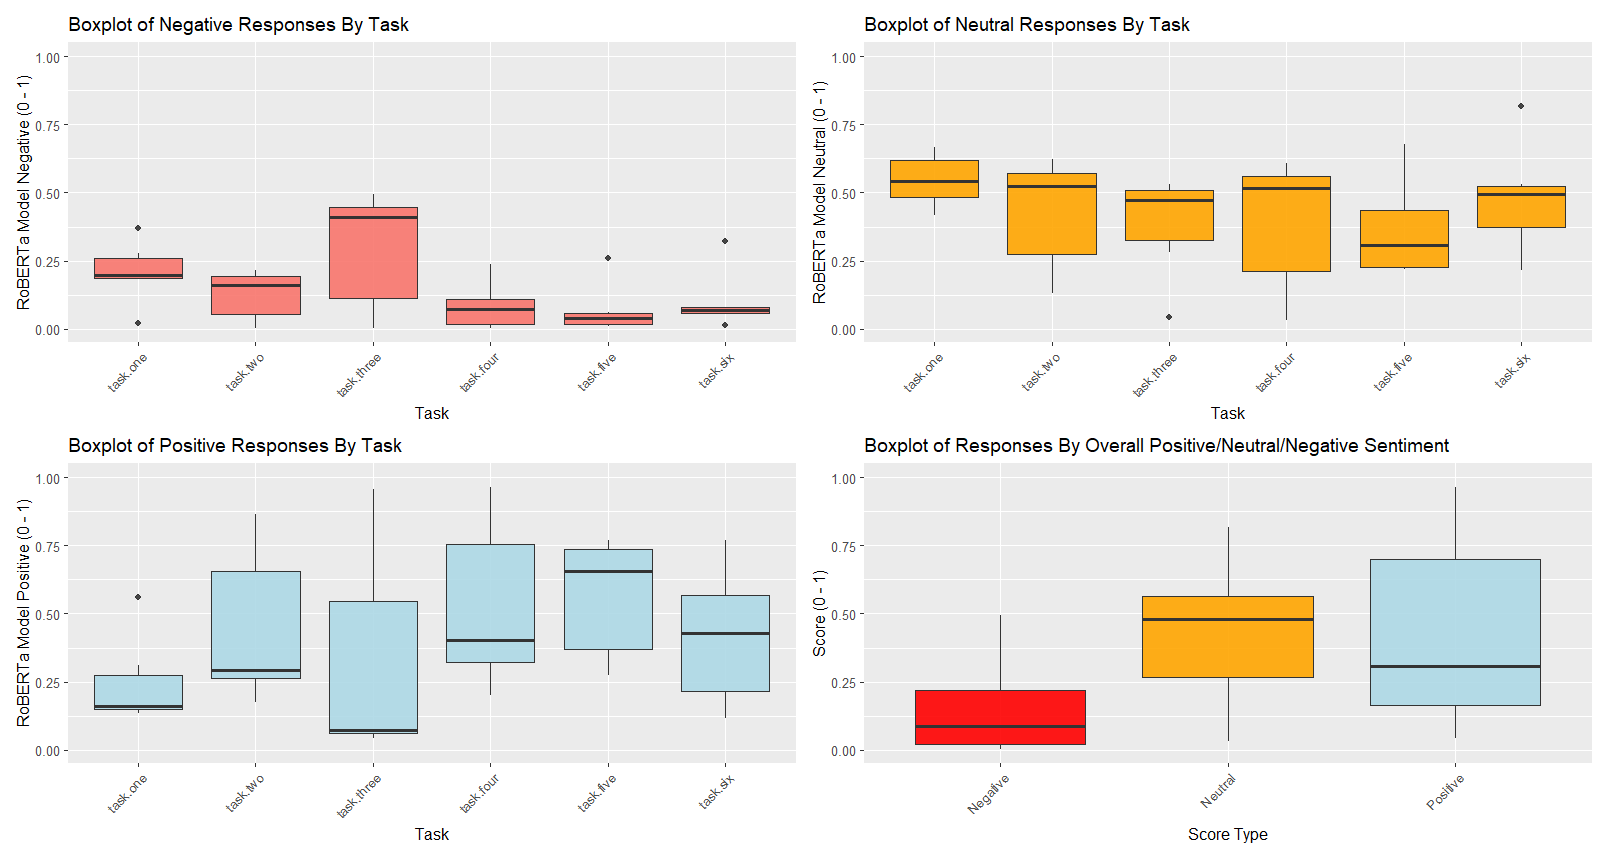 Boxplot of Negative Responses By Task
RoBERTa Model Negative (0 - 1)
1.00
0.75
0.50
0.25
0.00
task.one
task.two
task.three
task.four
task.five
task.six
Task
Boxplot of Neutral Responses By Task
RoBERTa Model Neutral (0 - 1)
1.00
0.75
0.50
0.25
0.00
task.one
task.two
task.three
task.four
task.five
task.six
Task
Boxplot of Positive Responses By Task
RoBERTa Model Positive (0 - 1)
1.00
0.75
0.50
0.25
0.00
task.one
task.two
task.three
task.four
task.five
task.six
Task
Boxplot of Responses By Overall Positive/Neutral/Negative Sentiment
Score (0 - 1)
1.00
0.75
0.50
0.25
0.00
Negative
Neutral
Positive
Score Type